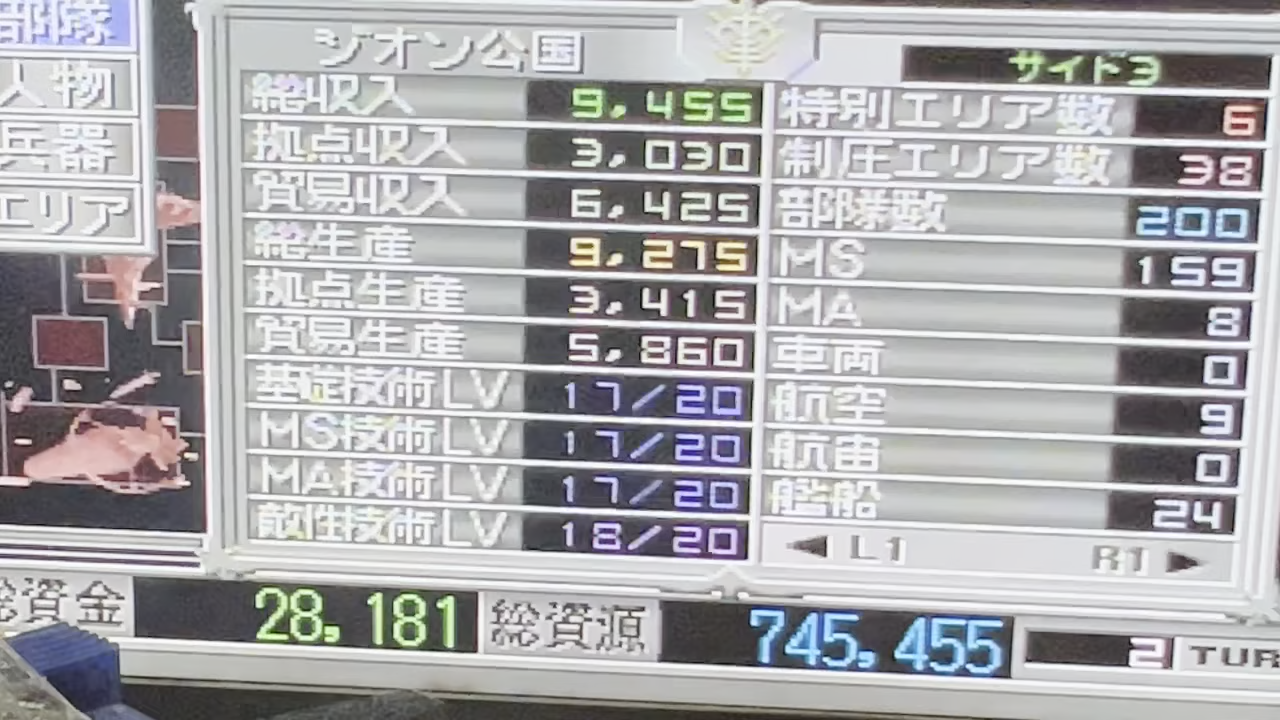 部隊
人物
兵器
エリア
ジオン公国
サイド3
総収入 9,455
拠点収入 3,030
貿易収入 6,425
総生産 9,275
拠点生産 3,415
貿易生産 5,860
基礎技術LV 17/20
MS技術LV 17/20
MA技術LV 17/20
敵性技術LV 18/20
特別エリア数 6
制圧エリア数 38
部隊数 200
MS 159
MA 8
車両 0
航空 9
航宙 0
艦船 24
◀ L1 R1 ▶
総資金 28,181 総資源 745,455 2 TUR